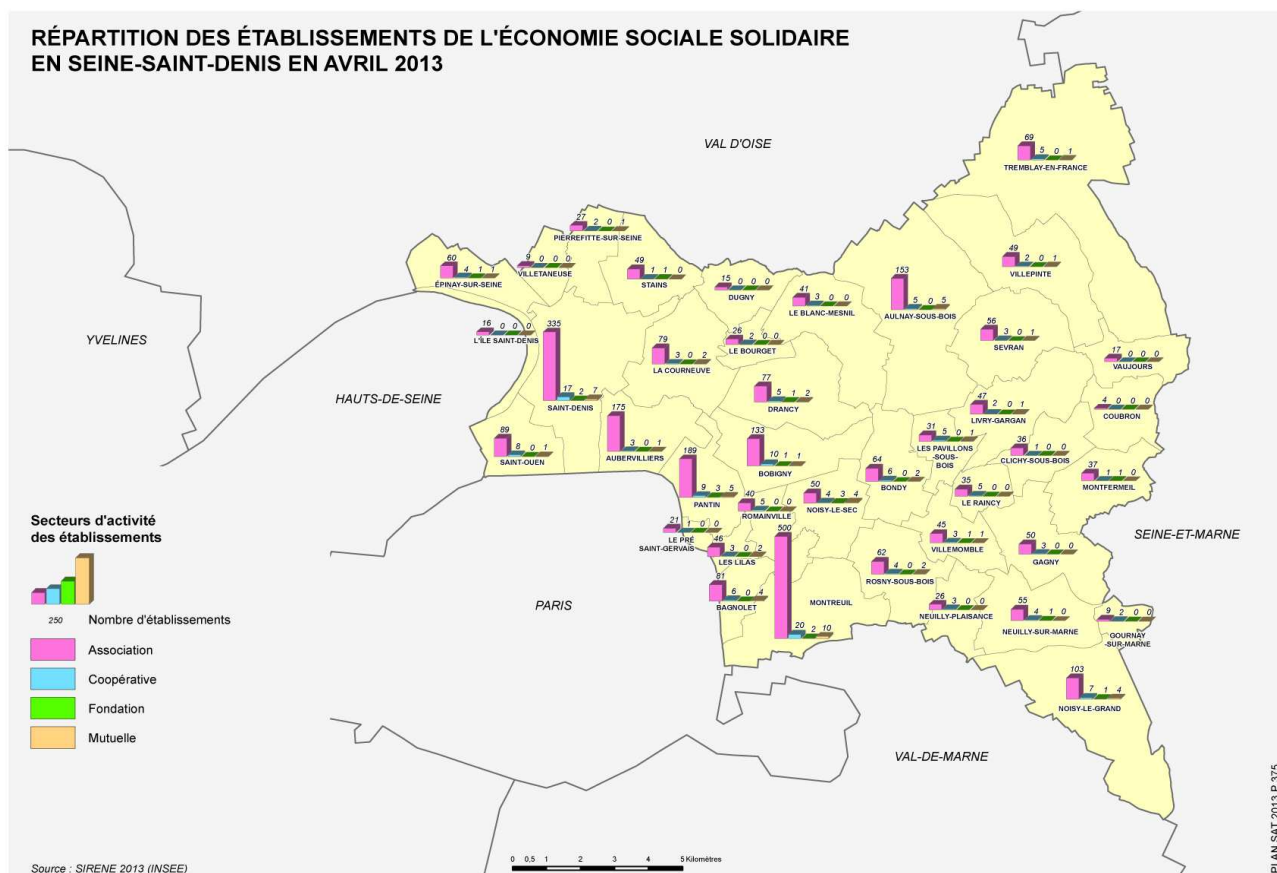 RÉPARTITION DES ÉTABLISSEMENTS DE L'ÉCONOMIE SOCIALE SOLIDAIRE
EN SEINE-SAINT-DENIS EN AVRIL 2013
VAL D'OISE
69 5 0 1
TREMBLAY-EN-FRANCE
27 2 0 1
PIERREFITTE-SUR-SEINE
60 4 1 1
ÉPINAY-SUR-SEINE
9 0 0 0
VILLETANEUSE
49 1 1 0
STAINS
15 0 0 0
DUGNY
41 3 0 0
LE BLANC-MESNIL
153 5 0 5
AULNAY-SOUS-BOIS
49 2 0 1
VILLEPINTE
YVELINES
16 0 0 0
L'ÎLE SAINT-DENIS
335 17 2 7
SAINT-DENIS
79 3 0 2
LA COURNEUVE
26 2 0 0
LE BOURGET
56 3 0 1
SEVRAN
17 0 0 0
VAUJOURS
HAUTS-DE-SEINE
77 5 1 2
DRANCY
47 2 0 1
LIVRY-GARGAN
4 0 0 0
COUBRON
89 8 0 1
SAINT-OUEN
175 3 0 1
AUBERVILLIERS
133 10 1 1
BOBIGNY
31 5 0 1
LES PAVILLONS
-SOUS-
BOIS
36 1 0 0
CLICHY-SOUS-BOIS
189 9 3 5
PANTIN
64 6 0 2
BONDY
37 1 1 0
MONTFERMEIL
40 5 0 0
ROMAINVILLE
50 4 3 4
NOISY-LE-SEC
35 5 0 0
LE RAINCY
21 1 0 0
LE PRÉ
SAINT-GERVAIS
46 3 0 2
LES LILAS
500 20 2 10
MONTREUIL
45 3 1 1
VILLEMOMBLE
50 3 0 0
GAGNY
SEINE-ET-MARNE
62 4 0 2
ROSNY-SOUS-BOIS
81 6 0 4
BAGNOLET
26 3 0 0
NEUILLY-PLAISANCE
55 4 1 0
NEUILLY-SUR-MARNE
9 2 0 0
GOURNAY
-SUR-MARNE
PARIS
103 7 1 4
NOISY-LE-GRAND
VAL-DE-MARNE
Secteurs d'activité
des établissements
250 Nombre d'établissements
Association
Coopérative
Fondation
Mutuelle
Source : SIRENE 2013 (INSEE)
0 0,5 1 2 3 4 5 Kilomètres
PLAN SAT 2013 P 375